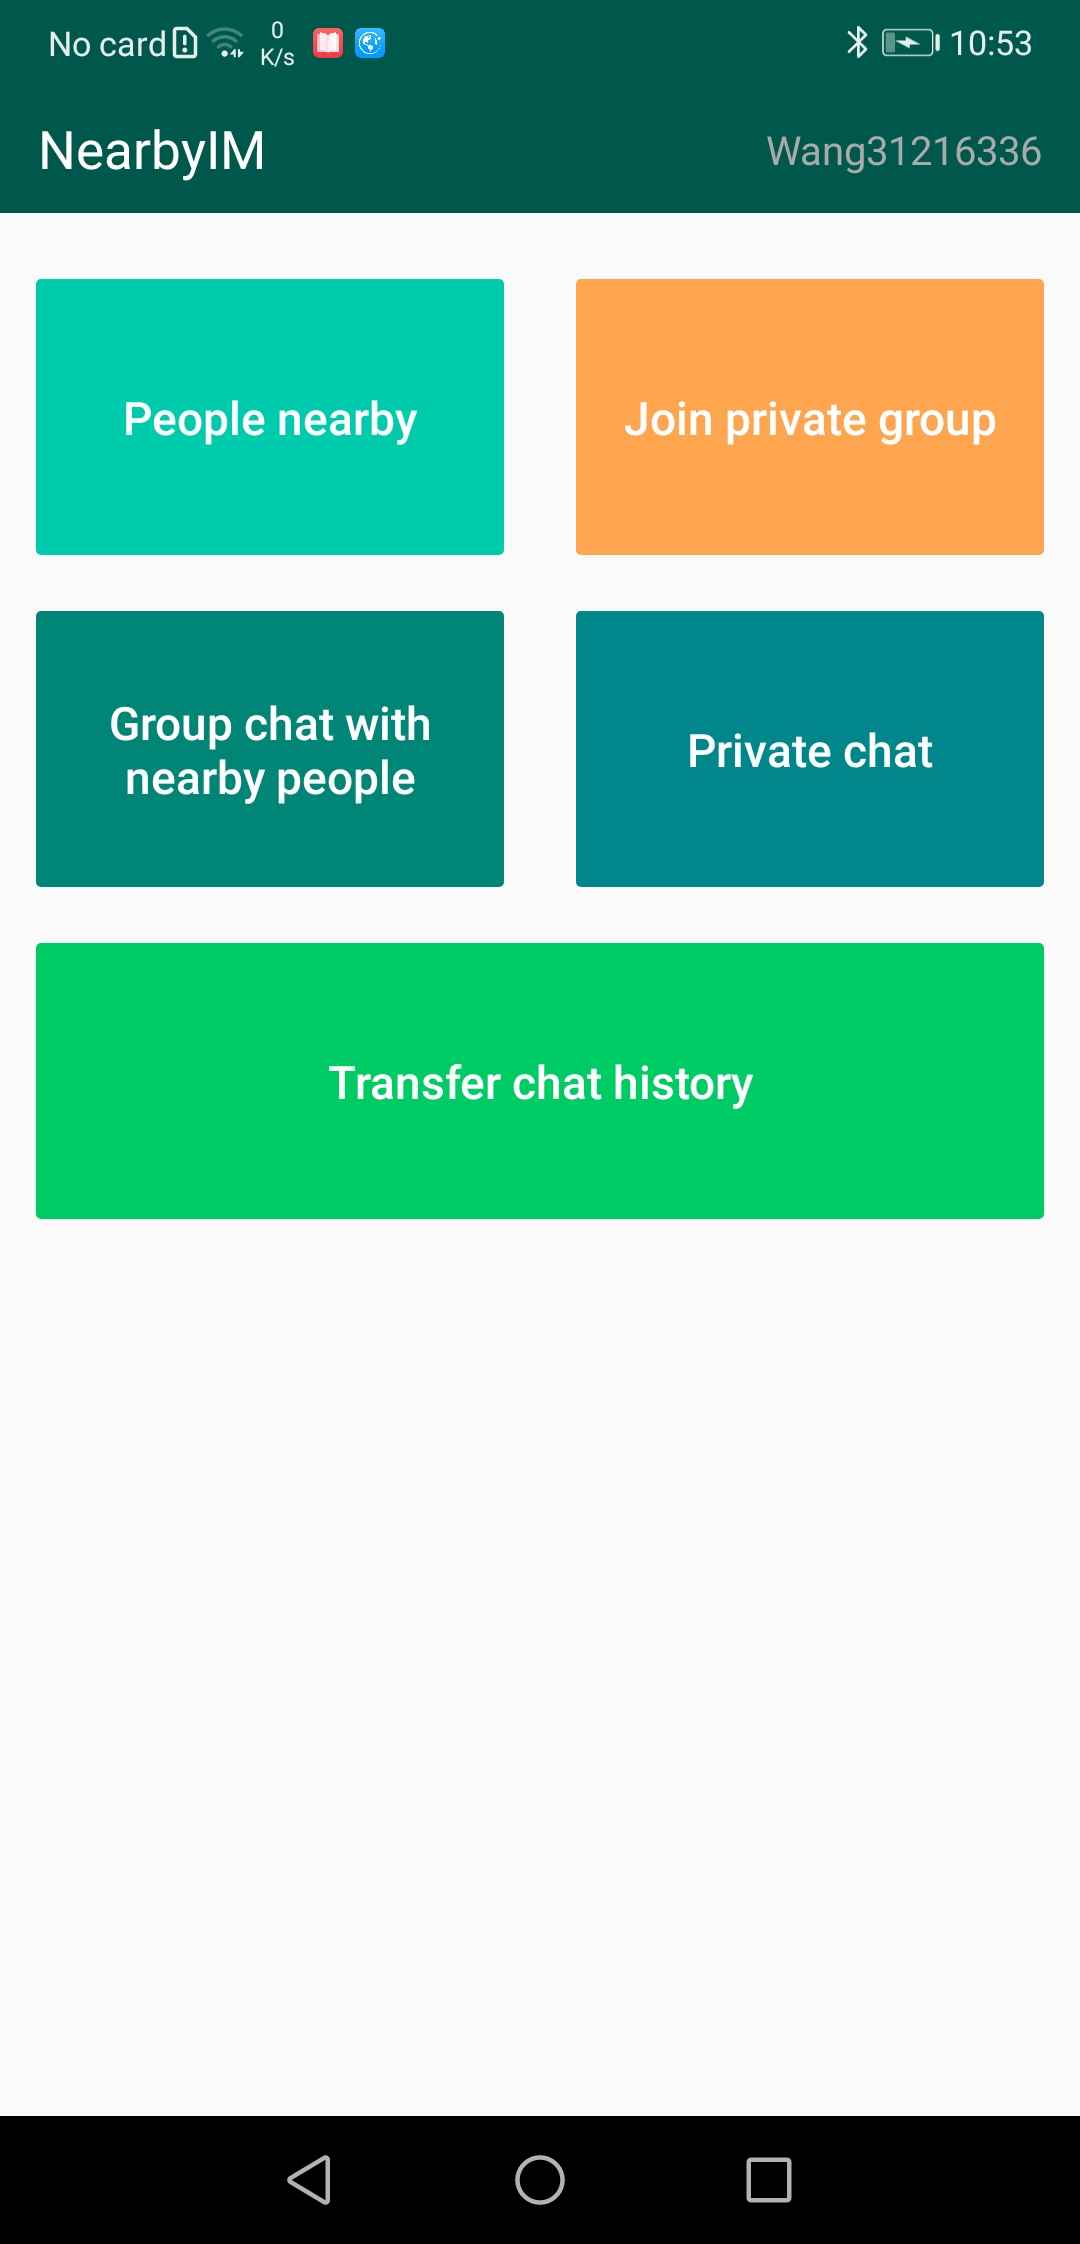 No card 0 K/s 10:53
NearbyIM Wang31216336
People nearby
Join private group
Group chat with
nearby people
Private chat
Transfer chat history